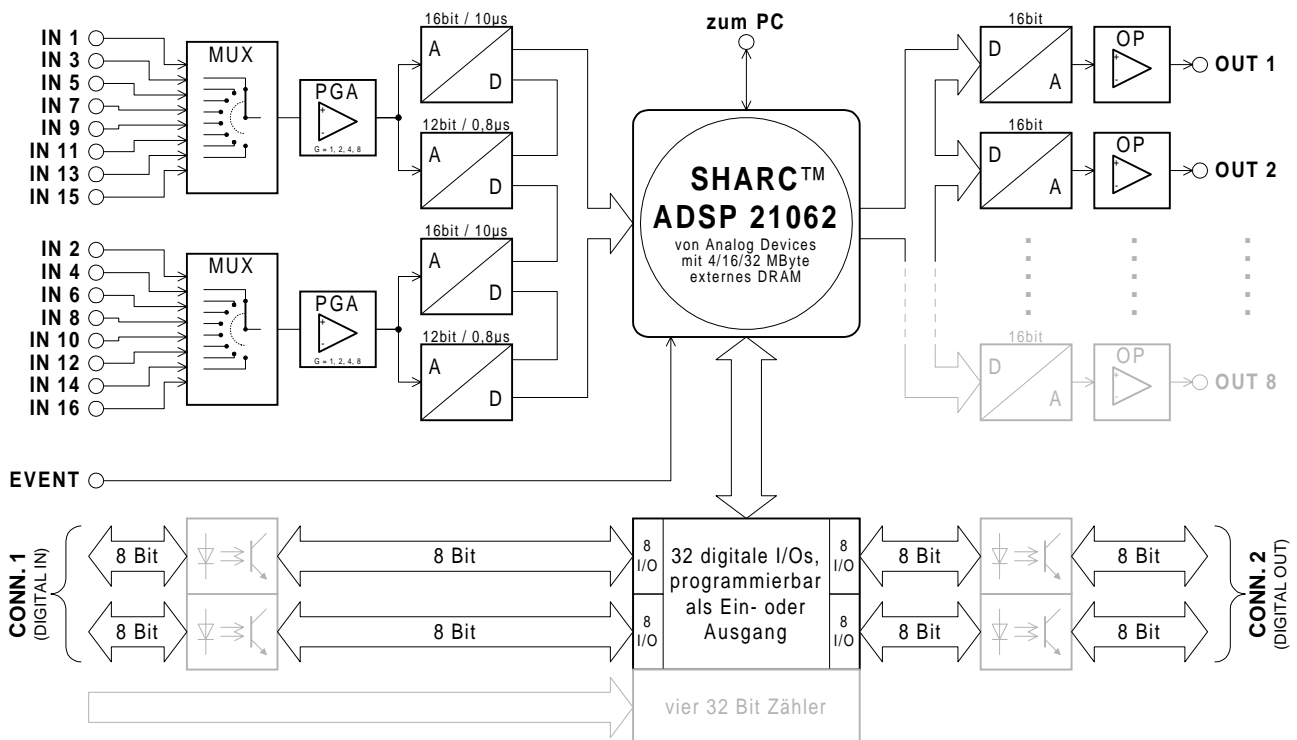 IN 1
IN 3
IN 5
IN 7
IN 9
IN 11
IN 13
IN 15
MUX
PGA
+
-
G = 1, 2, 4, 8
16bit / 10µs
A
D
12bit / 0,8µs
A
D
IN 2
IN 4
IN 6
IN 8
IN 10
IN 12
IN 14
IN 16
MUX
PGA
+
-
G = 1, 2, 4, 8
16bit / 10µs
A
D
12bit / 0,8µs
A
D
zum PC
SHARC™
ADSP 21062
von Analog Devices
mit 4/16/32 MByte
externes DRAM
16bit
D
A
OP
+
-
OUT 1
16bit
D
A
OP
+
-
OUT 2
16bit
D
A
OP
+
-
OUT 8
EVENT
CONN. 1
(DIGITAL IN)
8 Bit
8 Bit
8 Bit
8 Bit
8
I/O
8
I/O
32 digitale I/Os,
programmierbar
als Ein- oder
Ausgang
8
I/O
8
I/O
8 Bit
8 Bit
8 Bit
8 Bit
CONN. 2
(DIGITAL OUT)
vier 32 Bit Zähler